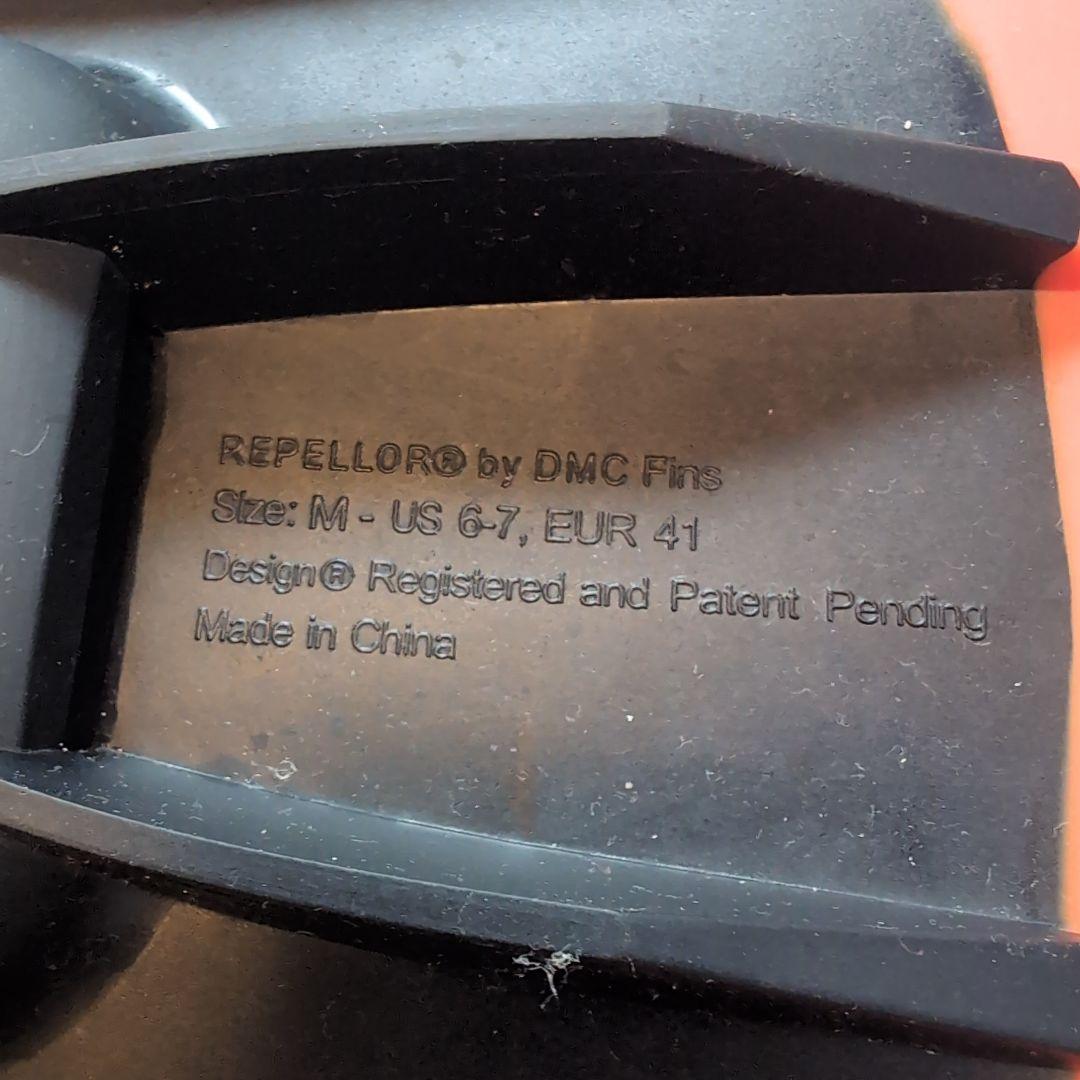 REPELLOR® by DMC Fins
Size: M - US 6-7, EUR 41
Design® Registered and Patent Pending
Made in China